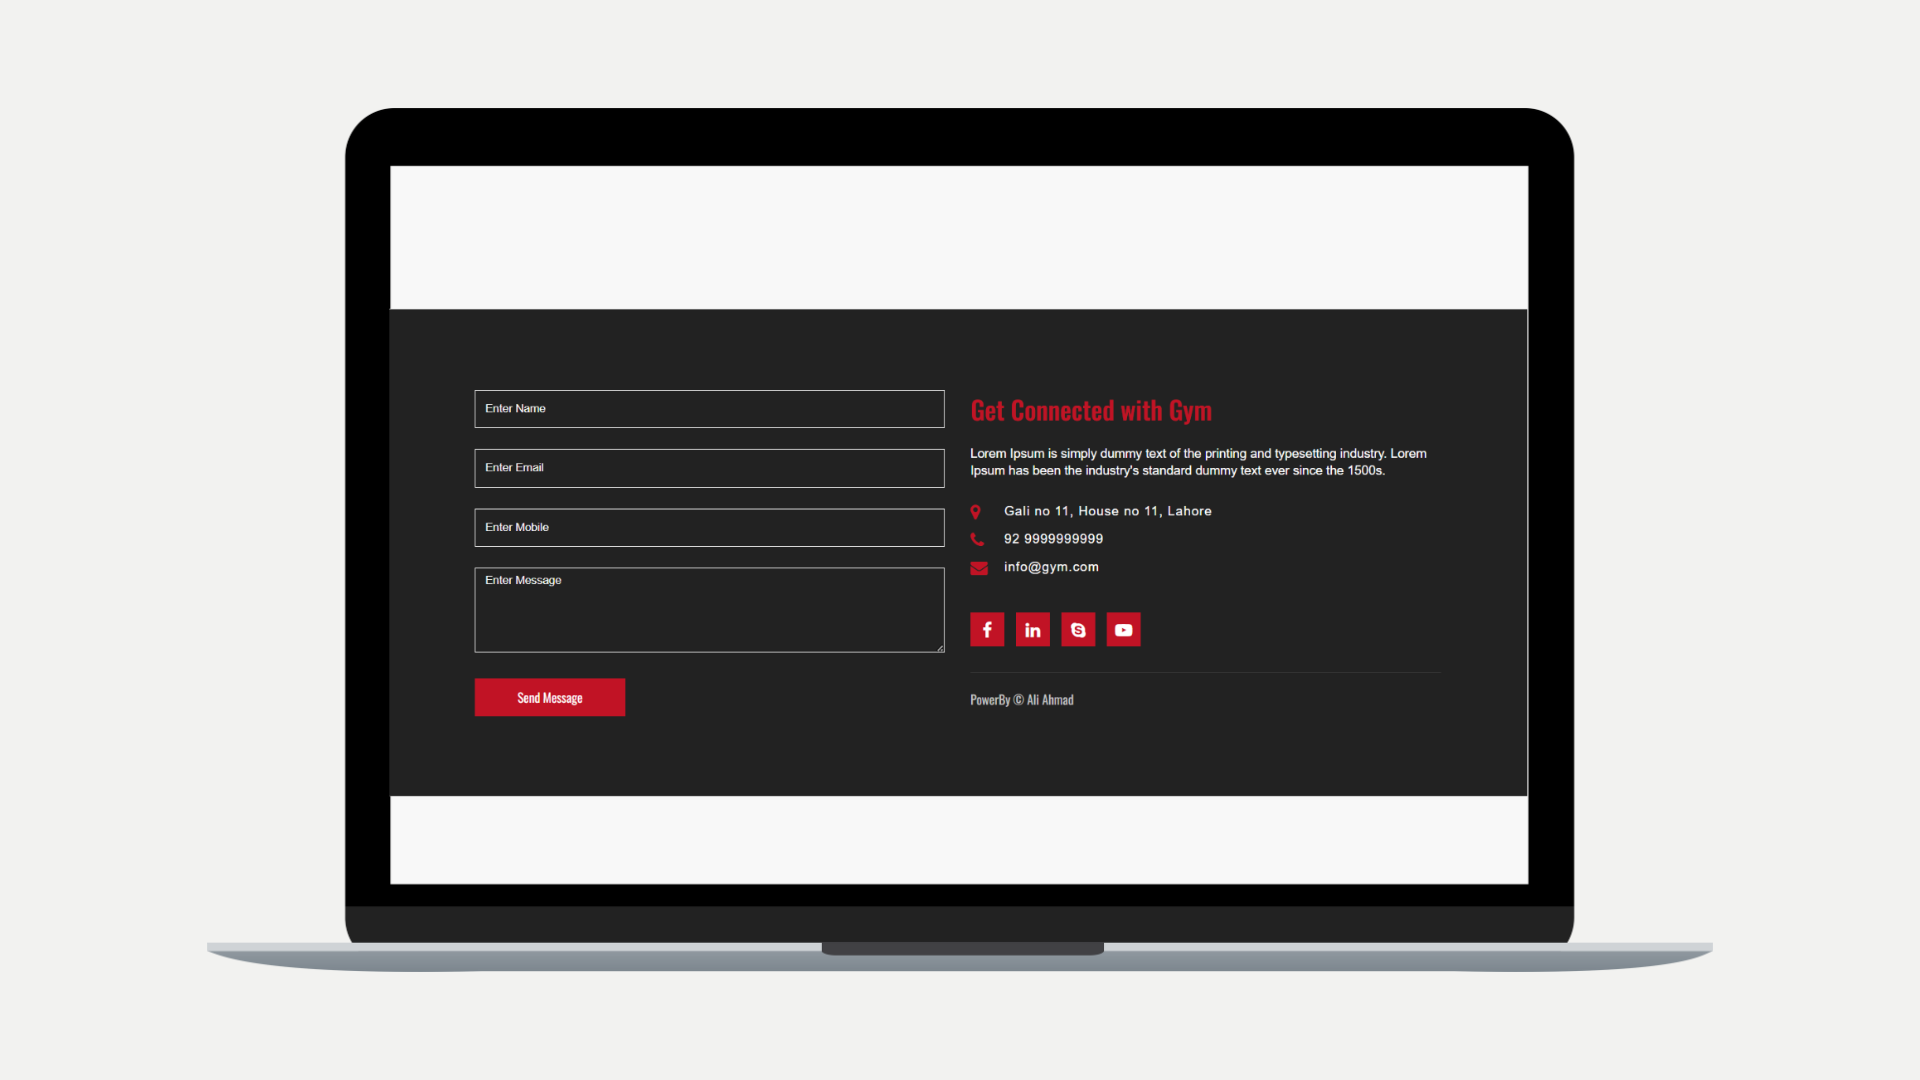 Enter Name
Enter Email
Enter Mobile
Enter Message
Send Message
Get Connected with Gym
Lorem Ipsum is simply dummy text of the printing and typesetting industry. Lorem
Ipsum has been the industry's standard dummy text ever since the 1500s.
Gali no 11, House no 11, Lahore
92 9999999999
info@gym.com
PowerBy © Ali Ahmad